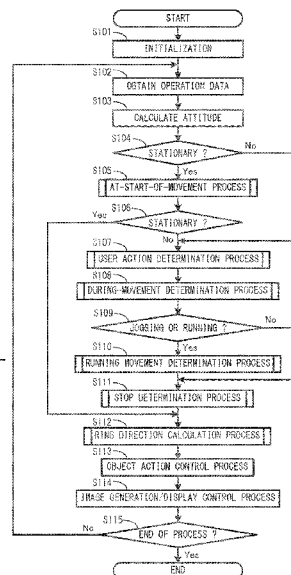 START
S101
INITIALIZATION
S102
OBTAIN OPERATION DATA
S103
CALCULATE ATTITUDE
S104
STATIONARY ?
No
Yes
S105
AT-START-OF-MOVEMENT PROCESS
S106
Yes
STATIONARY ?
No
S107
USER ACTION DETERMINATION PROCESS
S108
DURING-MOVEMENT DETERMINATION PROCESS
S109
JOGGING OR RUNNING ?
No
Yes
S110
RUNNING MOVEMENT DETERMINATION PROCESS
S111
STOP DETERMINATION PROCESS
S112
RING DIRECTION CALCULATION PROCESS
S113
OBJECT ACTION CONTROL PROCESS
S114
IMAGE GENERATION/DISPLAY CONTROL PROCESS
S115
No
END OF PROCESS ?
Yes
END